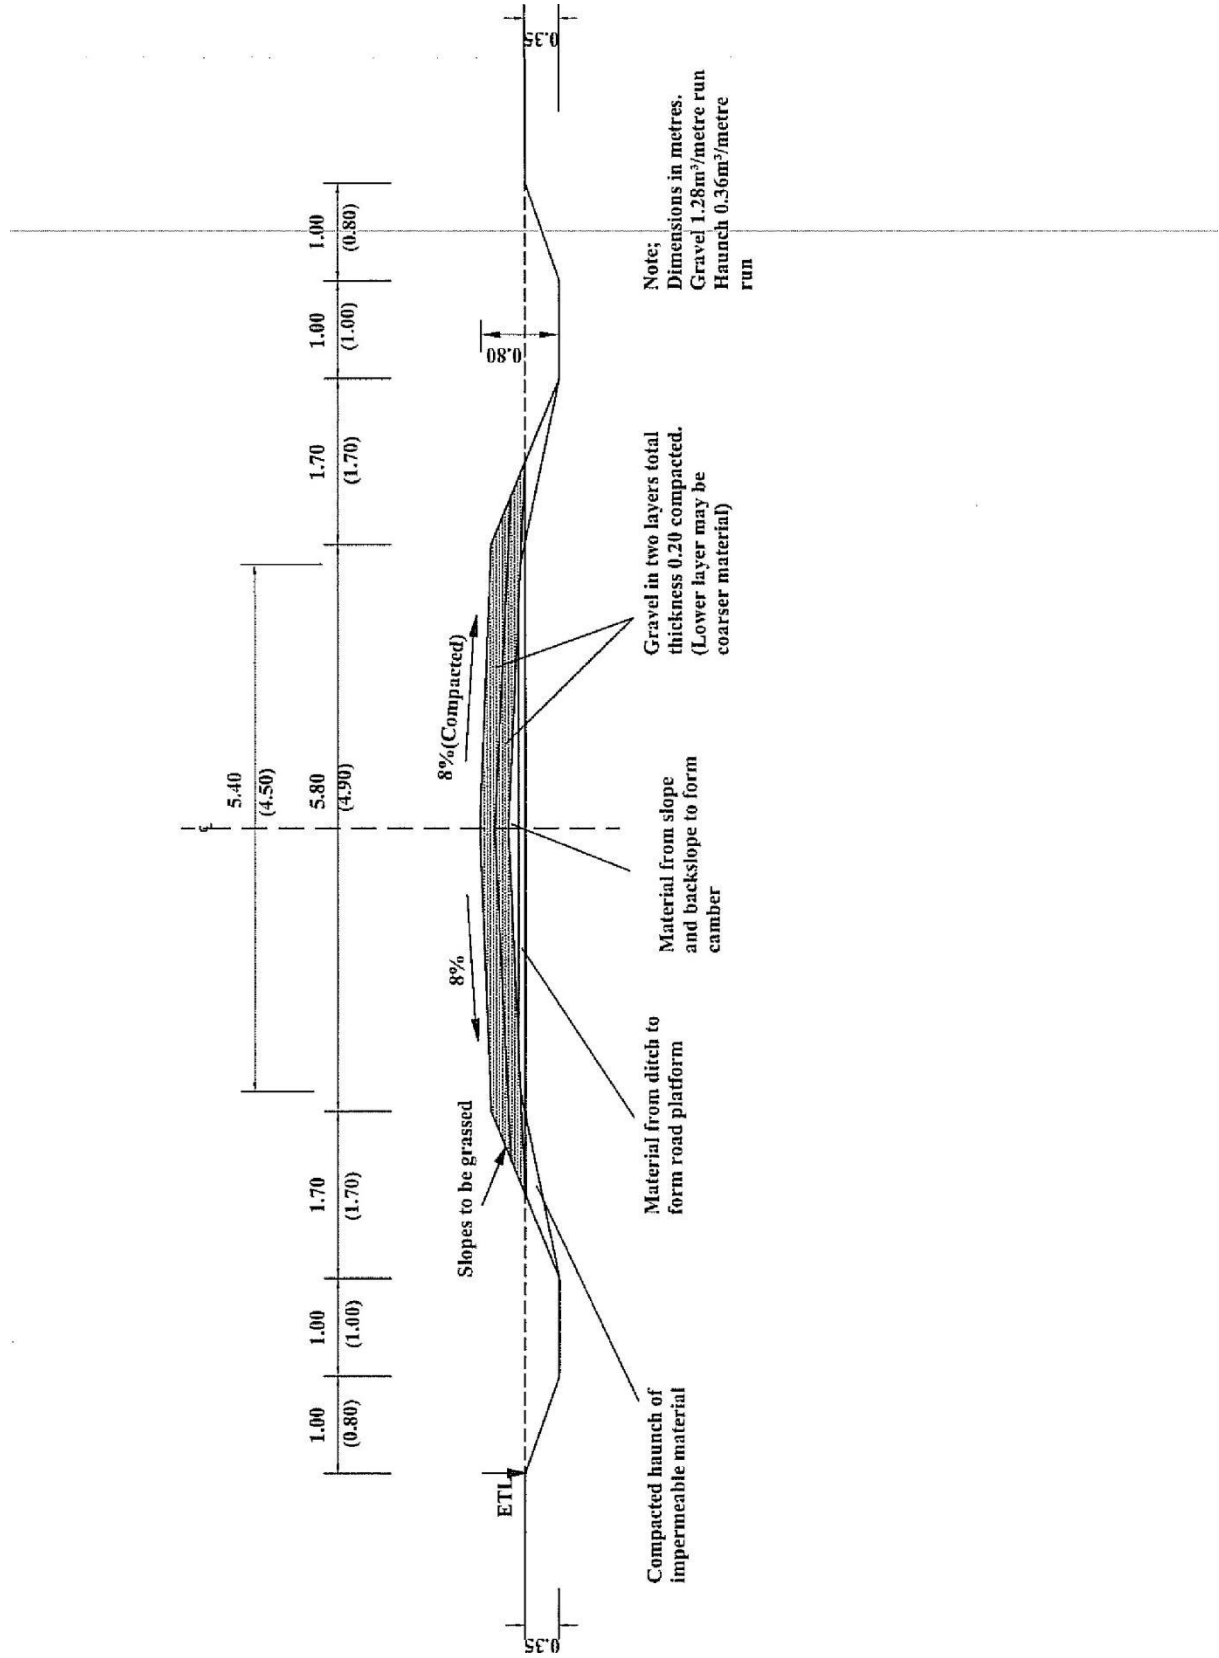 5.40
(4.50)
1.00
(0.80)
1.00
(1.00)
1.70
(1.70)
5.80
(4.90)
1.70
(1.70)
1.00
(1.00)
1.00
(0.80)
℄
8%
8%(Compacted)
Slopes to be grassed
0.80
ETL
0.35
0.35
Compacted haunch of
impermeable material
Material from ditch to
form road platform
Material from slope
and backslope to form
camber
Gravel in two layers total
thickness 0.20 compacted.
(Lower layer may be
coarser material)
Note;
Dimensions in metres.
Gravel 1.28m³/metre run
Haunch 0.36m³/metre
run